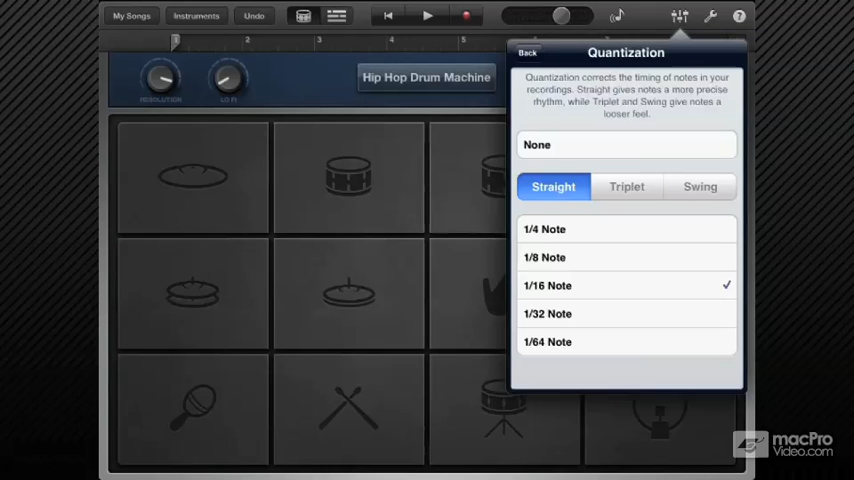 My Songs Instruments Undo ?
1 2 3 4 5
Back Quantization
Quantization corrects the timing of notes in your
recordings. Straight gives notes a more precise
rhythm, while Triplet and Swing give notes a
looser feel.
RESOLUTION LO FI
Hip Hop Drum Machine
None
Straight Triplet Swing
1/4 Note
1/8 Note
1/16 Note ✓
1/32 Note
1/64 Note
macPro
Video.com